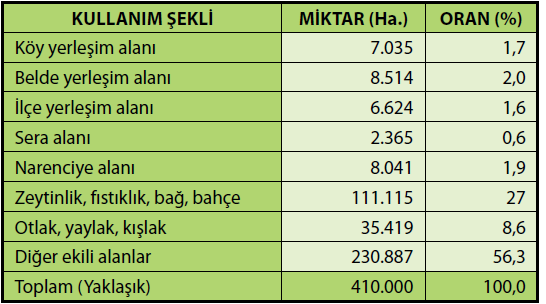 KULLANIM ŞEKLİ MİKTAR (Ha.) ORAN (%)
Köy yerleşim alanı 7.035 1,7
Belde yerleşim alanı 8.514 2,0
İlçe yerleşim alanı 6.624 1,6
Sera alanı 2.365 0,6
Narenciye alanı 8.041 1,9
Zeytinlik, fıstıklık, bağ, bahçe 111.115 27
Otlak, yaylak, kışlak 35.419 8,6
Diğer ekili alanlar 230.887 56,3
Toplam (Yaklaşık) 410.000 100,0